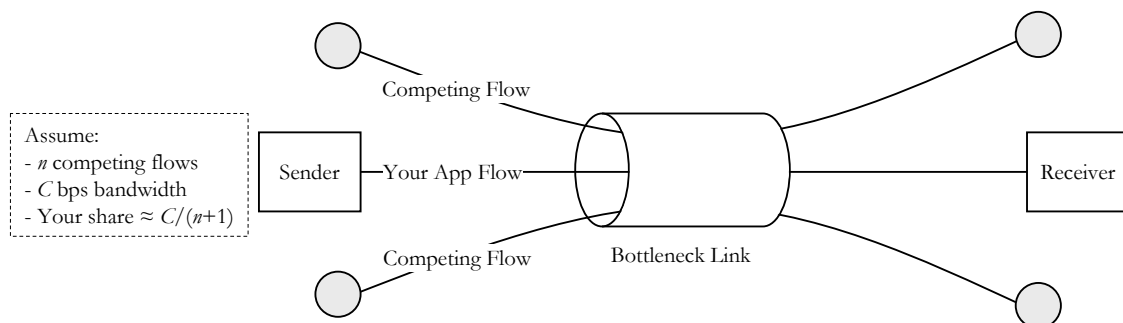 Competing Flow
Assume:
- n competing flows
- C bps bandwidth
- Your share ≈ C/(n+1)
Sender
Your App Flow
Receiver
Competing Flow
Bottleneck Link